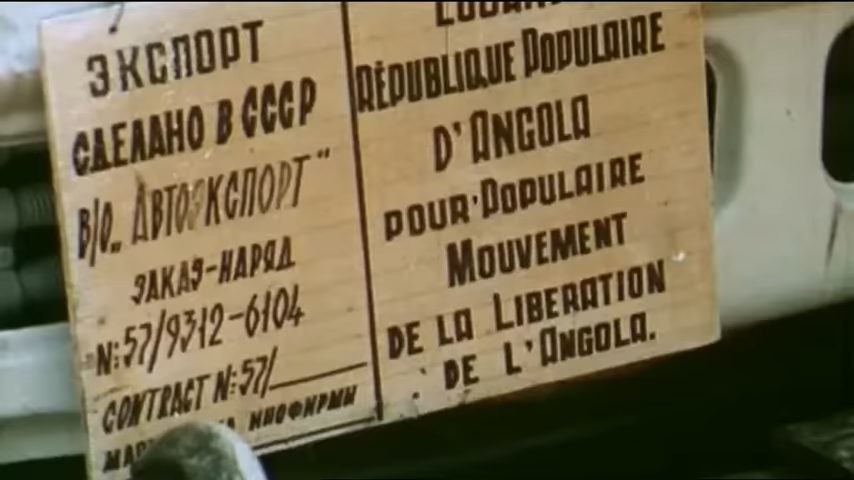 ЭКСПОРТ
СДЕЛАНО В СССР
В/О „АВТОЭКСПОРТ"
ЗАКАЗ-НАРЯД
N:57/9312-6104
CONTRACT N:57/
ИНОФИРМЫ
RÉPUBLIQUE POPULAIRE
D'ANGOLA
POUR·POPULAIRE
MOUVEMENT
DE LA LIBERATION
DE L'ANGOLA.